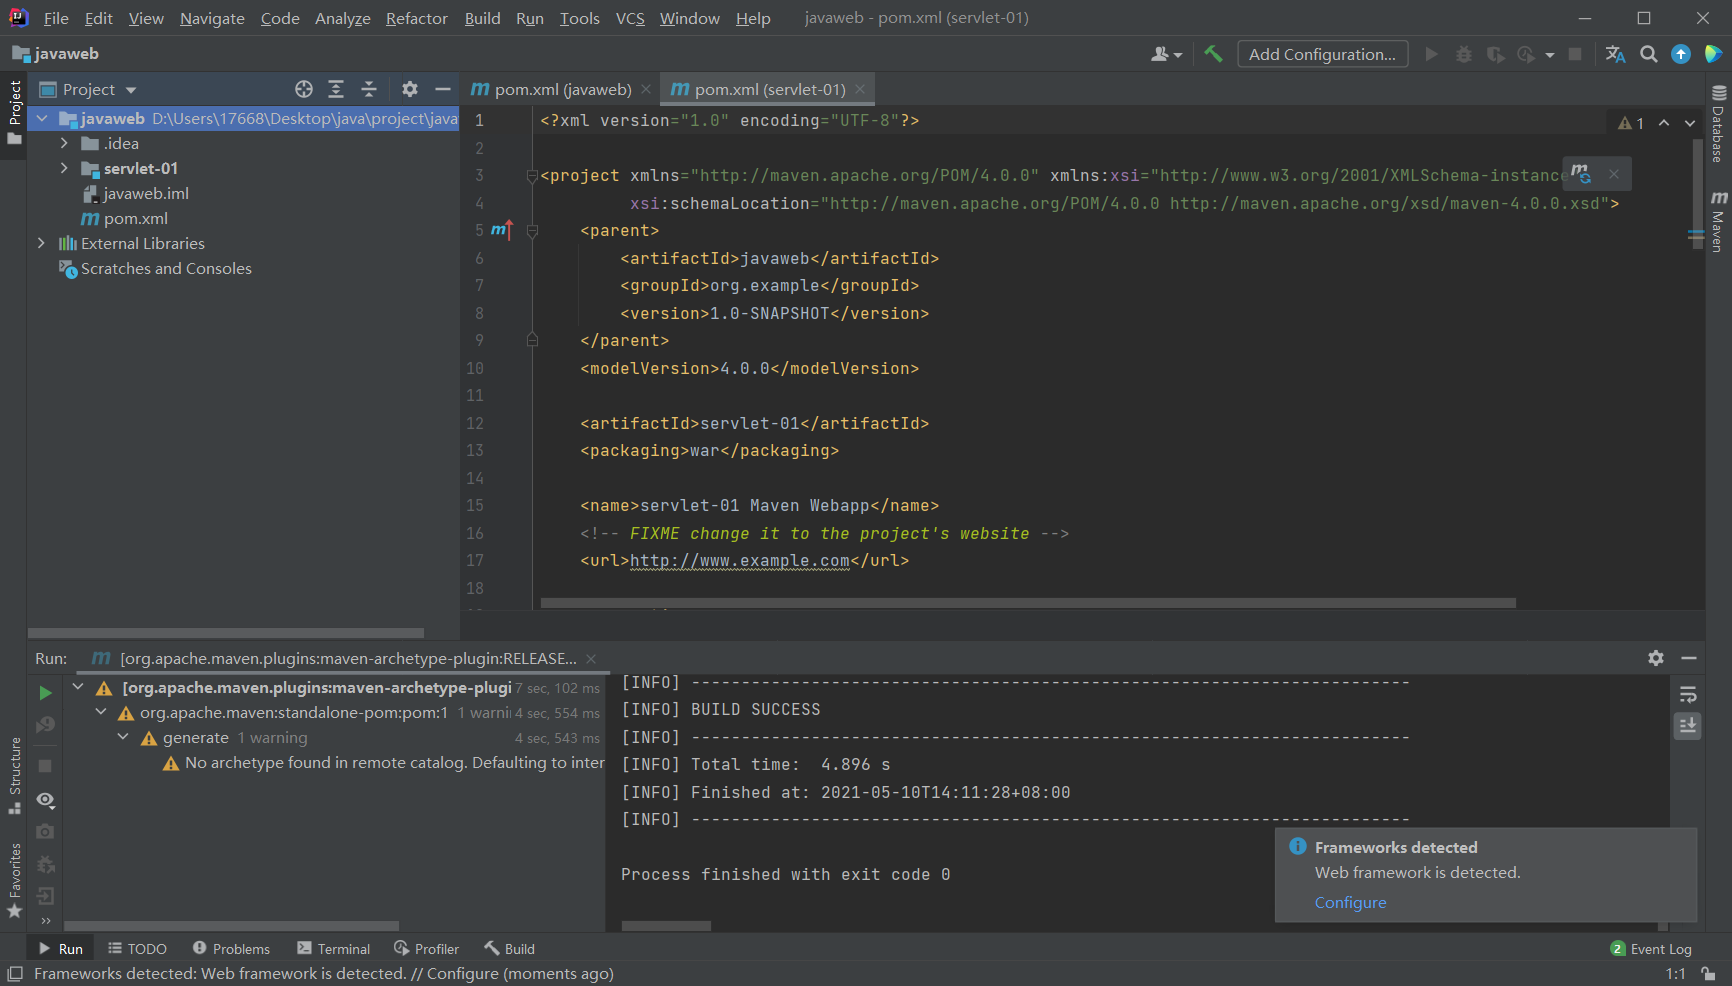 File Edit View Navigate Code Analyze Refactor Build Run Tools VCS Window Help javaweb - pom.xml (servlet-01)
javaweb
Add Configuration...
Project
Project
pom.xml (javaweb)
pom.xml (servlet-01)
javaweb D:\Users\17668\Desktop\java\project\java
.idea
servlet-01
javaweb.iml
pom.xml
External Libraries
Scratches and Consoles
1 <?xml version="1.0" encoding="UTF-8"?>
2
3 <project xmlns="http://maven.apache.org/POM/4.0.0" xmlns:xsi="http://www.w3.org/2001/XMLSchema-instance
4 xsi:schemaLocation="http://maven.apache.org/POM/4.0.0 http://maven.apache.org/xsd/maven-4.0.0.xsd">
5 <parent>
6 <artifactId>javaweb</artifactId>
7 <groupId>org.example</groupId>
8 <version>1.0-SNAPSHOT</version>
9 </parent>
10 <modelVersion>4.0.0</modelVersion>
11
12 <artifactId>servlet-01</artifactId>
13 <packaging>war</packaging>
14
15 <name>servlet-01 Maven Webapp</name>
16 <!-- FIXME change it to the project's website -->
17 <url>http://www.example.com</url>
18
1
Database
Maven
Structure
Favorites
Run: [org.apache.maven.plugins:maven-archetype-plugin:RELEASE...
[org.apache.maven.plugins:maven-archetype-plugi 7 sec, 102 ms
org.apache.maven:standalone-pom:pom:1 1 warni 4 sec, 554 ms
generate 1 warning 4 sec, 543 ms
No archetype found in remote catalog. Defaulting to inter
[INFO] ------------------------------------------------------------------------
[INFO] BUILD SUCCESS
[INFO] ------------------------------------------------------------------------
[INFO] Total time:  4.896 s
[INFO] Finished at: 2021-05-10T14:11:28+08:00
[INFO] ------------------------------------------------------------------------
Process finished with exit code 0
Frameworks detected
Web framework is detected.
Configure
Run TODO Problems Terminal Profiler Build 2 Event Log
Frameworks detected: Web framework is detected. // Configure (moments ago) 1:1